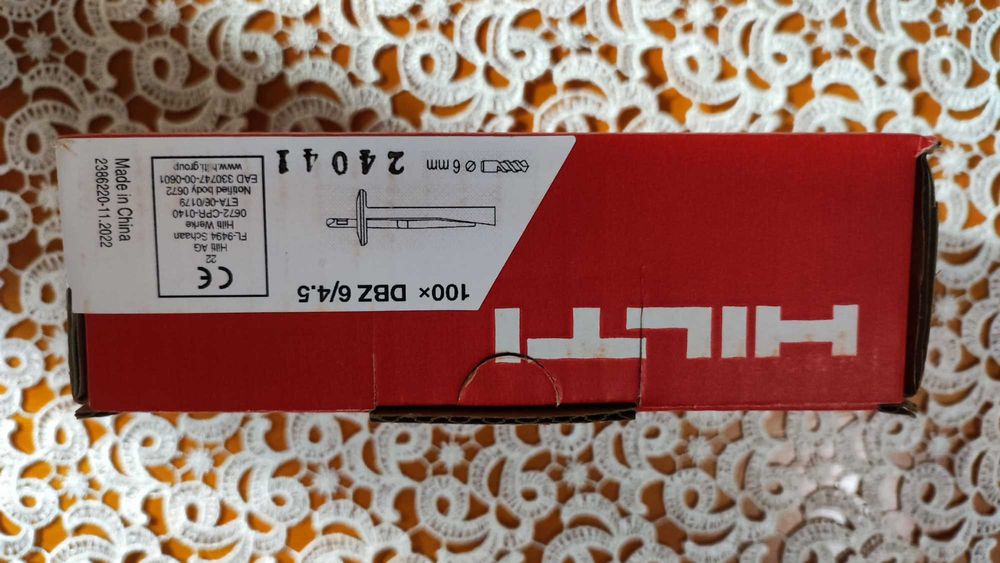 HILTI
100× DBZ 6/4.5
ø 6 mm
24041
CE
22
Hilti AG
FL-9494 Schaan
Hilti Werke
0672-CPR-0140
ETA-06/0179
Notified body 0672
EAD 330747-00-0601
www.hilti.group
Made in China
2386220-11.2022